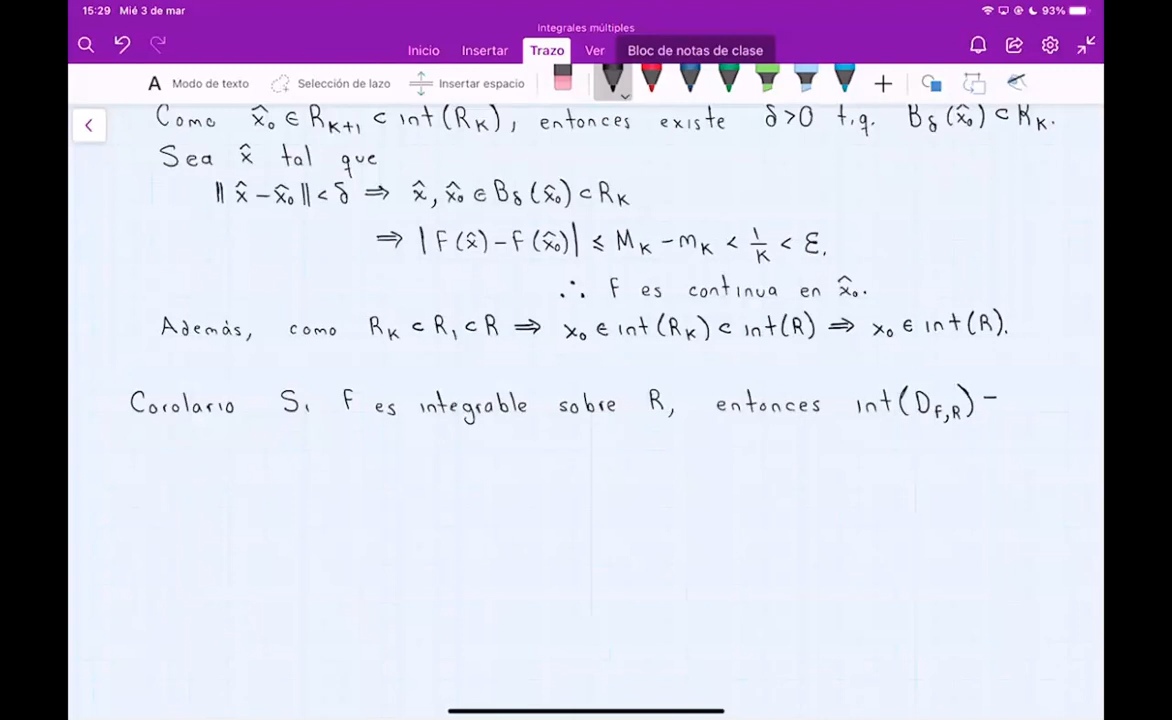 15:29 Mié 3 de mar
93%
Integrales múltiples
Inicio Insertar Trazo Ver Bloc de notas de clase
A Modo de texto Selección de lazo Insertar espacio
Como x̂₀ ∈ R_{K+1} ⊂ int(R_K), entonces existe δ>0 t.q. B_δ(x̂₀) ⊂ R_K.
Sea x̂ tal que
‖x̂ - x̂₀‖ < δ ⇒ x̂, x̂₀ ∈ B_δ(x̂₀) ⊂ R_K
⇒ |F(x̂) - F(x̂₀)| ≤ M_K - m_K < 1/K < ε.
∴ F es continua en x̂₀.
Además, como R_K ⊂ R₁ ⊂ R ⇒ x₀ ∈ int(R_K) ⊂ int(R) ⇒ x₀ ∈ int(R).
Corolario Si F es integrable sobre R, entonces int(D_{F,R}) -